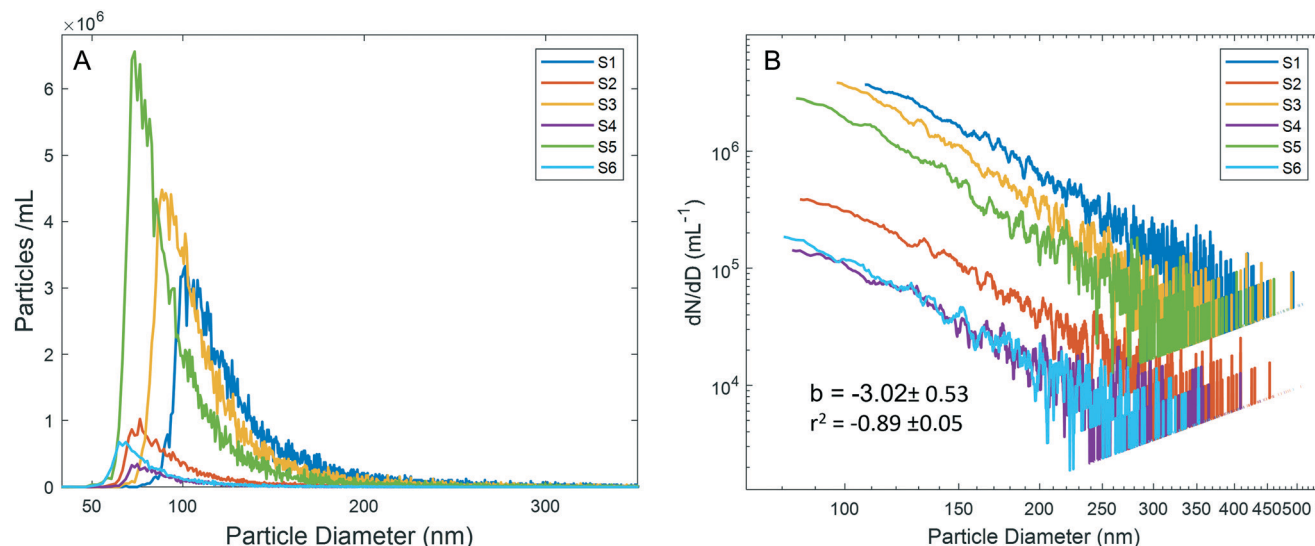 ×10⁶
A
S1
S2
S3
S4
S5
S6
6
5
4
3
2
1
0
Particles /mL
50 100 200 300
Particle Diameter (nm)
B
S1
S2
S3
S4
S5
S6
10⁶
10⁵
10⁴
dN/dD (mL⁻¹)
b = -3.02± 0.53
r² = -0.89 ±0.05
100 150 200 250 300 350 400 450 500
Particle Diameter (nm)